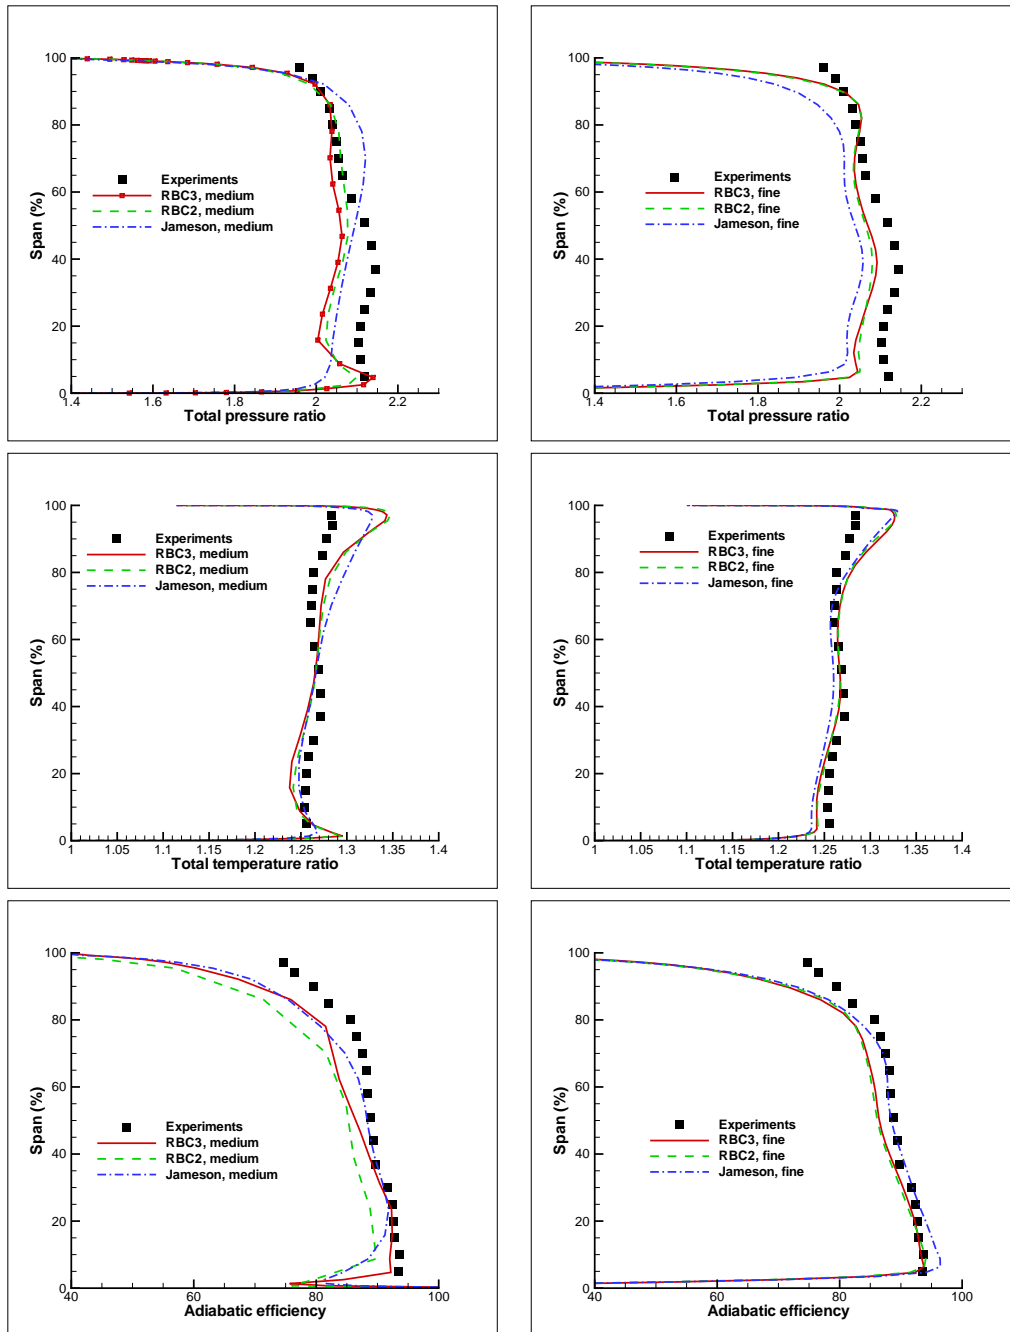 100
80
60
40
20
0
Span (%)
Experiments
RBC3, medium
RBC2, medium
Jameson, medium
1.4 1.6 1.8 2 2.2
Total pressure ratio
100
80
60
40
20
0
Span (%)
Experiments
RBC3, fine
RBC2, fine
Jameson, fine
1.4 1.6 1.8 2 2.2
Total pressure ratio
100
80
60
40
20
0
Span (%)
Experiments
RBC3, medium
RBC2, medium
Jameson, medium
1 1.05 1.1 1.15 1.2 1.25 1.3 1.35 1.4
Total temperature ratio
100
80
60
40
20
0
Span (%)
Experiments
RBC3, fine
RBC2, fine
Jameson, fine
1 1.05 1.1 1.15 1.2 1.25 1.3 1.35 1.4
Total temperature ratio
100
80
60
40
20
0
Span (%)
Experiments
RBC3, medium
RBC2, medium
Jameson, medium
40 60 80 100
Adiabatic efficiency
100
80
60
40
20
0
Span (%)
Experiments
RBC3, fine
RBC2, fine
Jameson, fine
40 60 80 100
Adiabatic efficiency